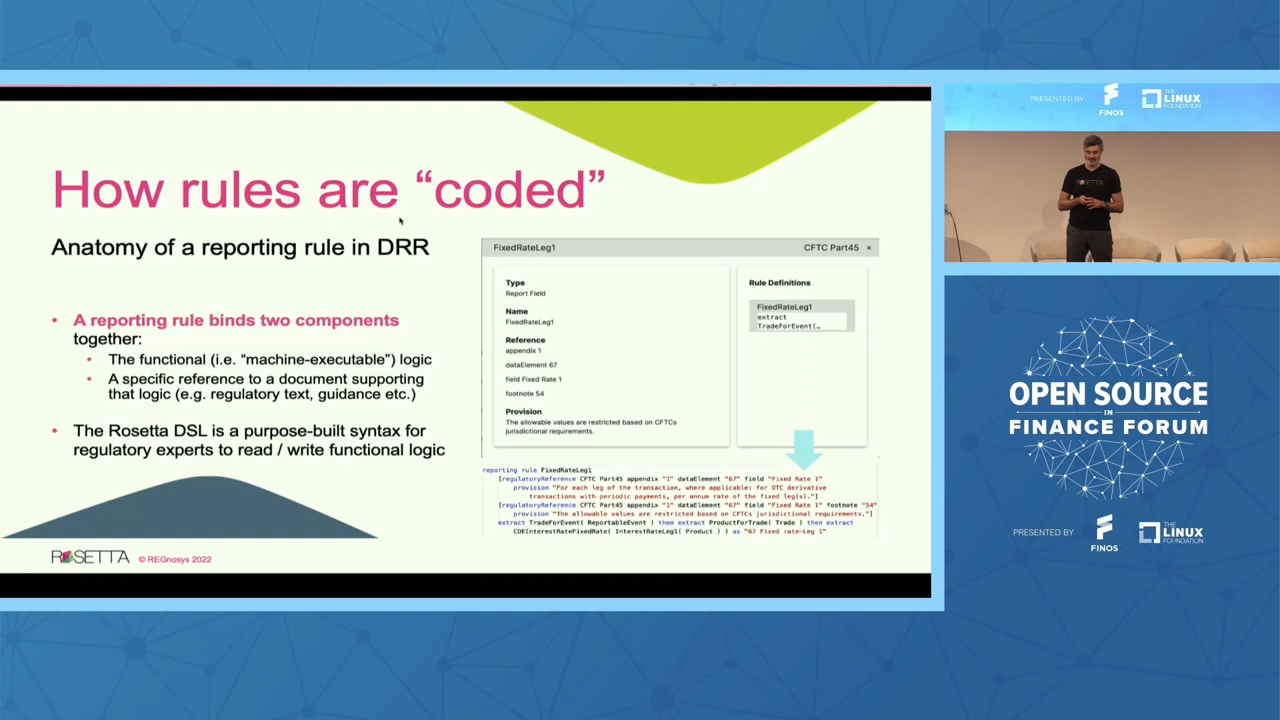 How rules are “coded”
Anatomy of a reporting rule in DRR
• A reporting rule binds two components
together:
• The functional (i.e. “machine-executable”) logic
• A specific reference to a document supporting
that logic (e.g. regulatory text, guidance etc.)
• The Rosetta DSL is a purpose-built syntax for
regulatory experts to read / write functional logic
FixedRateLeg1 CFTC Part45 ×
Type
Report Field
Name
FixedRateLeg1
Reference
appendix 1
dataElement 67
field Fixed Rate 1
footnote 54
Provision
The allowable values are restricted based on CFTCs
jurisdictional requirements.
Rule Definitions
FixedRateLeg1
extract
TradeForEvent(…
reporting rule FixedRateLeg1
[regulatoryReference CFTC Part45 appendix "1" dataElement "67" field "Fixed Rate 1"
provision "For each leg of the transaction, where applicable: for OTC derivative
transactions with periodic payments, per annum rate of the fixed leg(s)."]
[regulatoryReference CFTC Part45 appendix "1" dataElement "67" field "Fixed Rate 1" footnote "54"
provision "The allowable values are restricted based on CFTCs jurisdictional requirements."]
extract TradeForEvent( ReportableEvent ) then extract ProductForTrade( Trade ) then extract
CDEInterestRateFixedRate( InterestRateLeg1( Product ) ) as "67 Fixed rate-Leg 1"
ROSETTA © REGnosys 2022
PRESENTED BY FINOS THE LINUX FOUNDATION
ROSETTA
OPEN SOURCE
IN
FINANCE FORUM
PRESENTED BY FINOS THE LINUX FOUNDATION